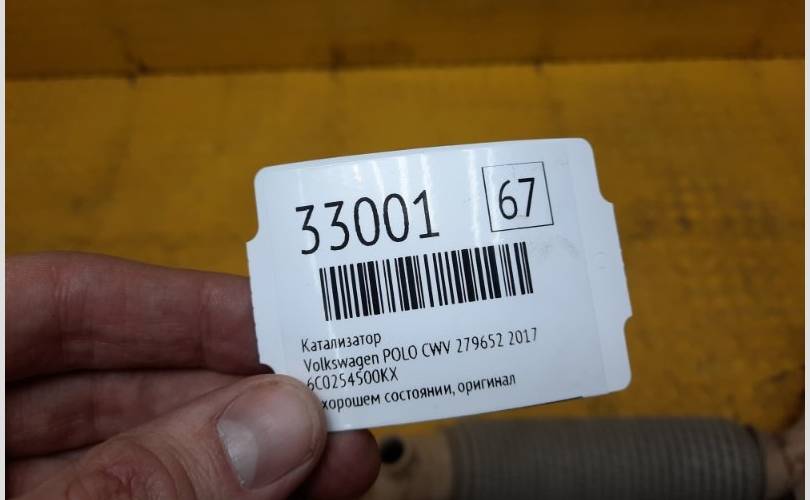 33001
67
Катализатор
Volkswagen POLO CWV 279652 2017
6C0254500KX
хорошем состоянии, оригинал